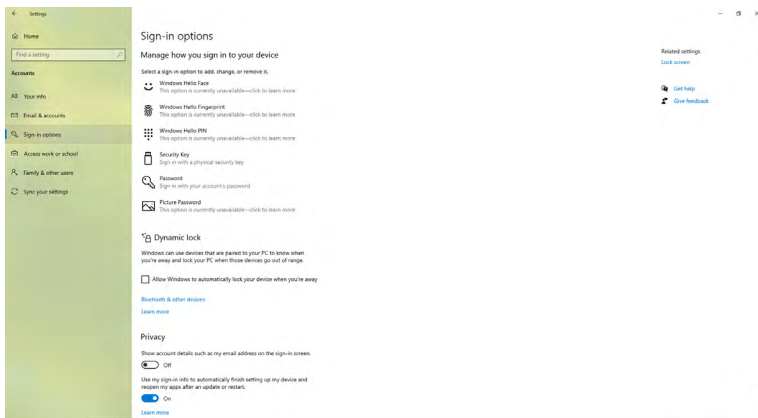 Settings
Home
Find a setting
Accounts
Your info
Email & accounts
Sign-in options
Access work or school
Family & other users
Sync your settings
Sign-in options
Manage how you sign in to your device
Select a sign-in option to add, change, or remove it.
Windows Hello Face
This option is currently unavailable—click to learn more
Windows Hello Fingerprint
This option is currently unavailable—click to learn more
Windows Hello PIN
This option is currently unavailable—click to learn more
Security Key
Sign in with a physical security key
Password
Sign in with your account's password
Picture Password
This option is currently unavailable—click to learn more
Dynamic lock
Windows can use devices that are paired to your PC to know when
you're away and lock your PC when those devices go out of range.
Allow Windows to automatically lock your device when you're away
Bluetooth & other devices
Learn more
Privacy
Show account details such as my email address on the sign-in screen.
Off
Use my sign-in info to automatically finish setting up my device and
reopen my apps after an update or restart.
On
Learn more
Related settings
Lock screen
Get help
Give feedback